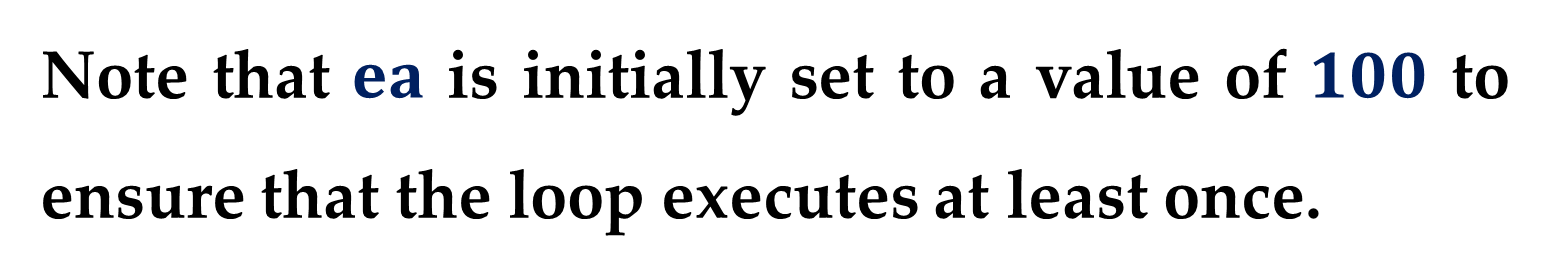 Note that ea is initially set to a value of 100 to
ensure that the loop executes at least once.